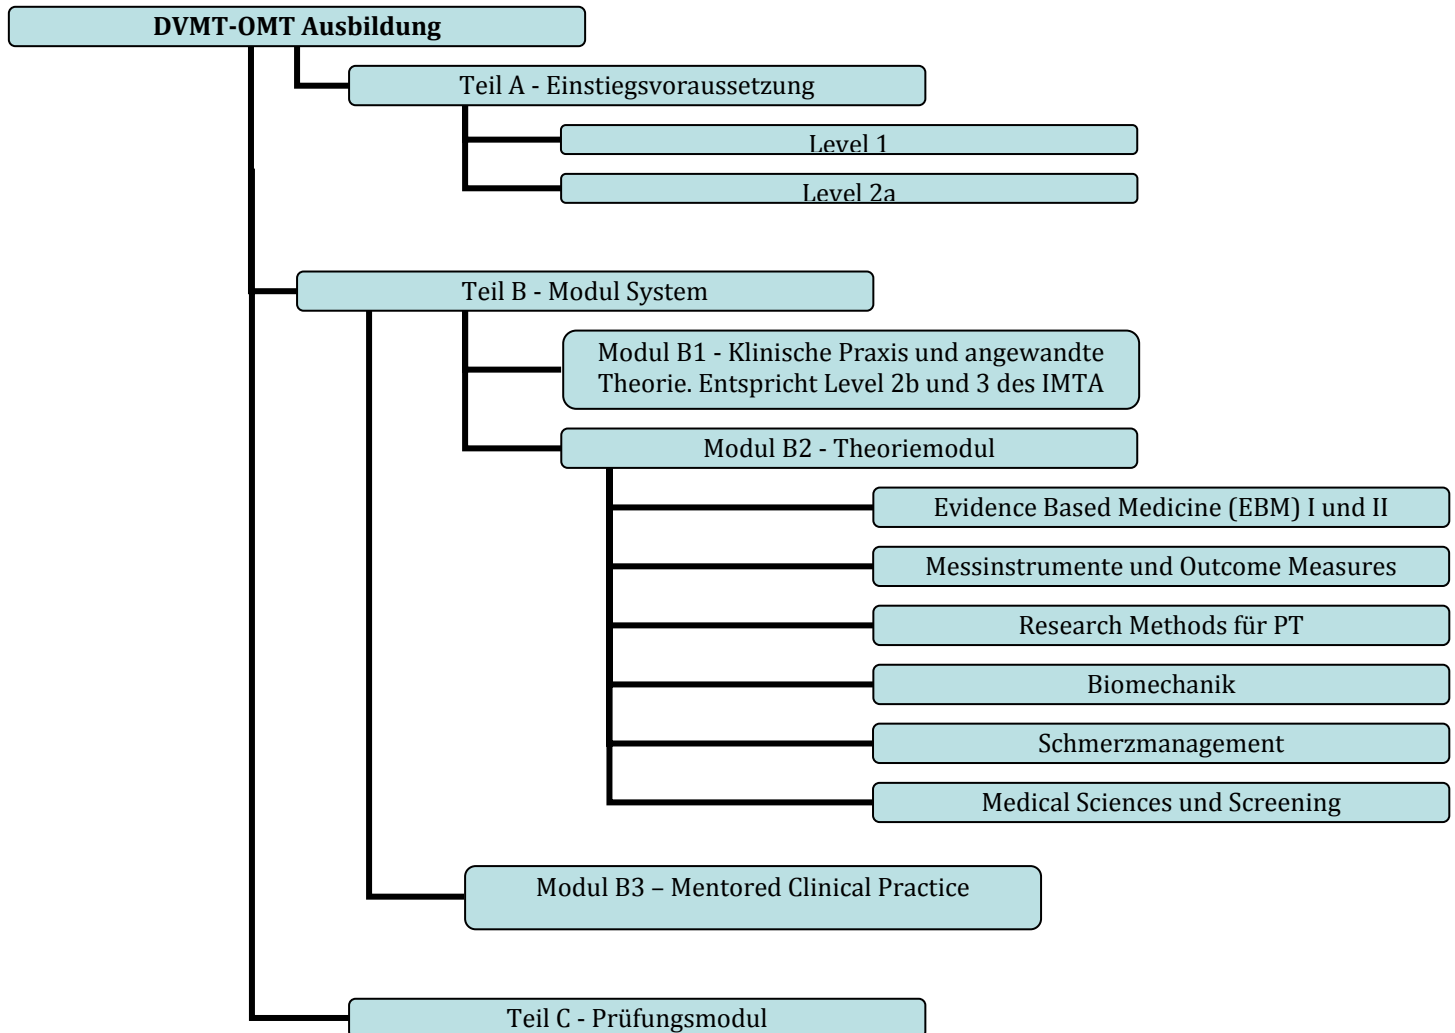 DVMT-OMT Ausbildung
Teil A - Einstiegsvoraussetzung
Level 1
Level 2a
Teil B - Modul System
Modul B1 - Klinische Praxis und angewandte
Theorie. Entspricht Level 2b und 3 des IMTA
Modul B2 - Theoriemodul
Evidence Based Medicine (EBM) I und II
Messinstrumente und Outcome Measures
Research Methods für PT
Biomechanik
Schmerzmanagement
Medical Sciences und Screening
Modul B3 – Mentored Clinical Practice
Teil C - Prüfungsmodul